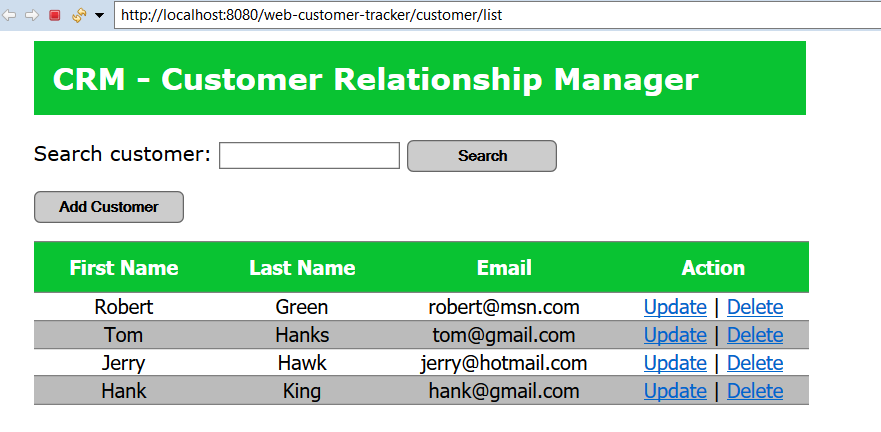 http://localhost:8080/web-customer-tracker/customer/list
CRM - Customer Relationship Manager
Search customer: Search
Add Customer
First Name Last Name Email Action
Robert Green robert@msn.com Update | Delete
Tom Hanks tom@gmail.com Update | Delete
Jerry Hawk jerry@hotmail.com Update | Delete
Hank King hank@gmail.com Update | Delete